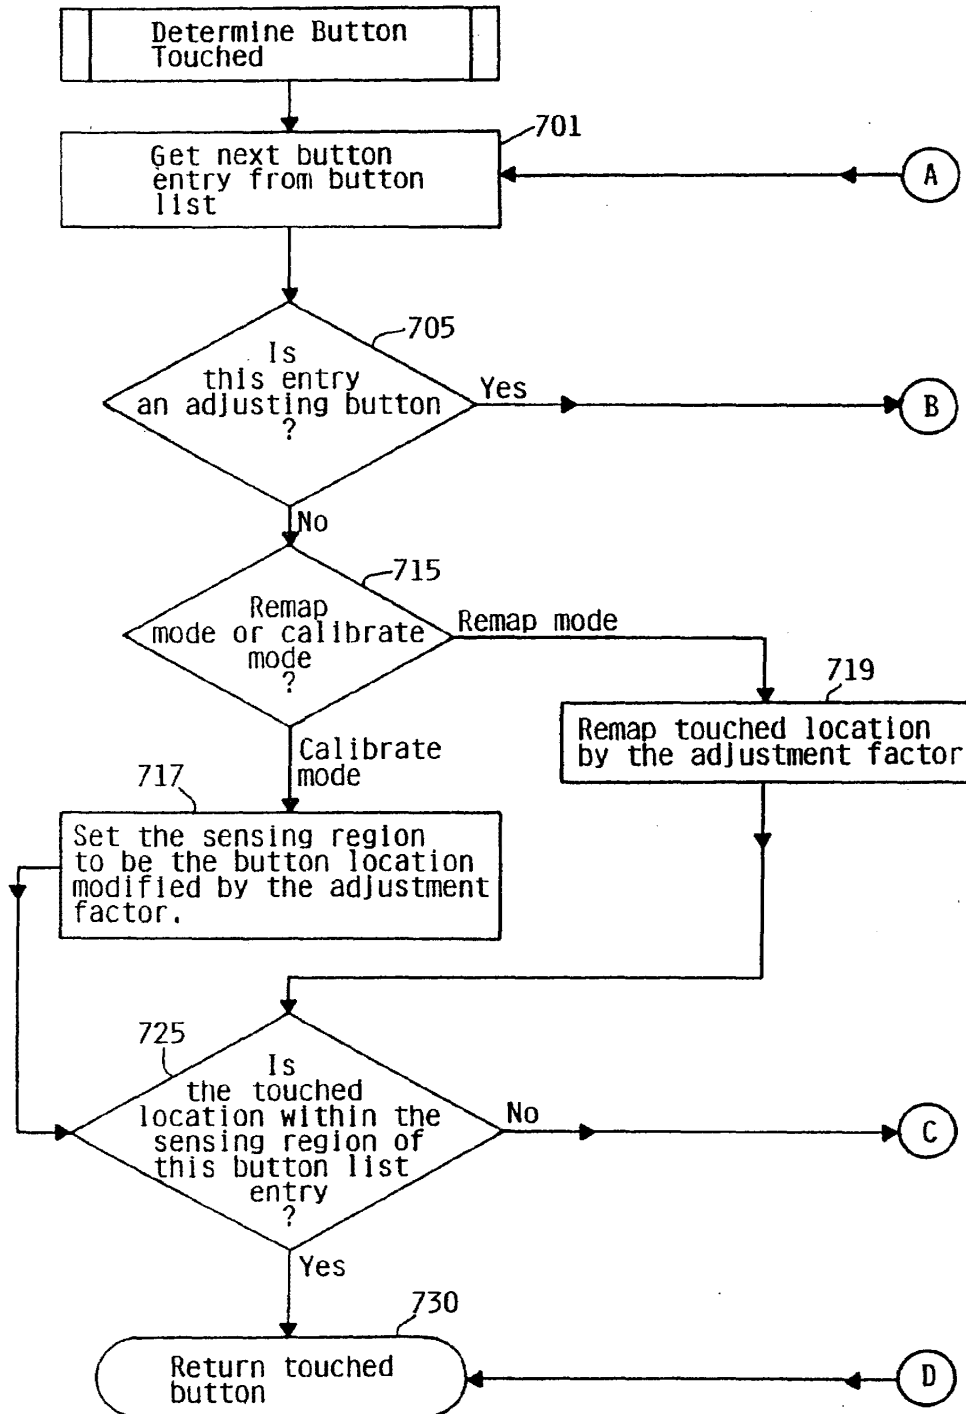 Determine Button
Touched
701
Get next button
entry from button
list
A
705
Is
this entry
an adjusting button
?
Yes
B
No
715
Remap
mode or calibrate
mode
?
Remap mode
719
Remap touched location
by the adjustment factor
Calibrate
mode
717
Set the sensing region
to be the button location
modified by the adjustment
factor.
725
Is
the touched
location within the
sensing region of
this button list
entry
?
No
C
Yes
730
Return touched
button
D